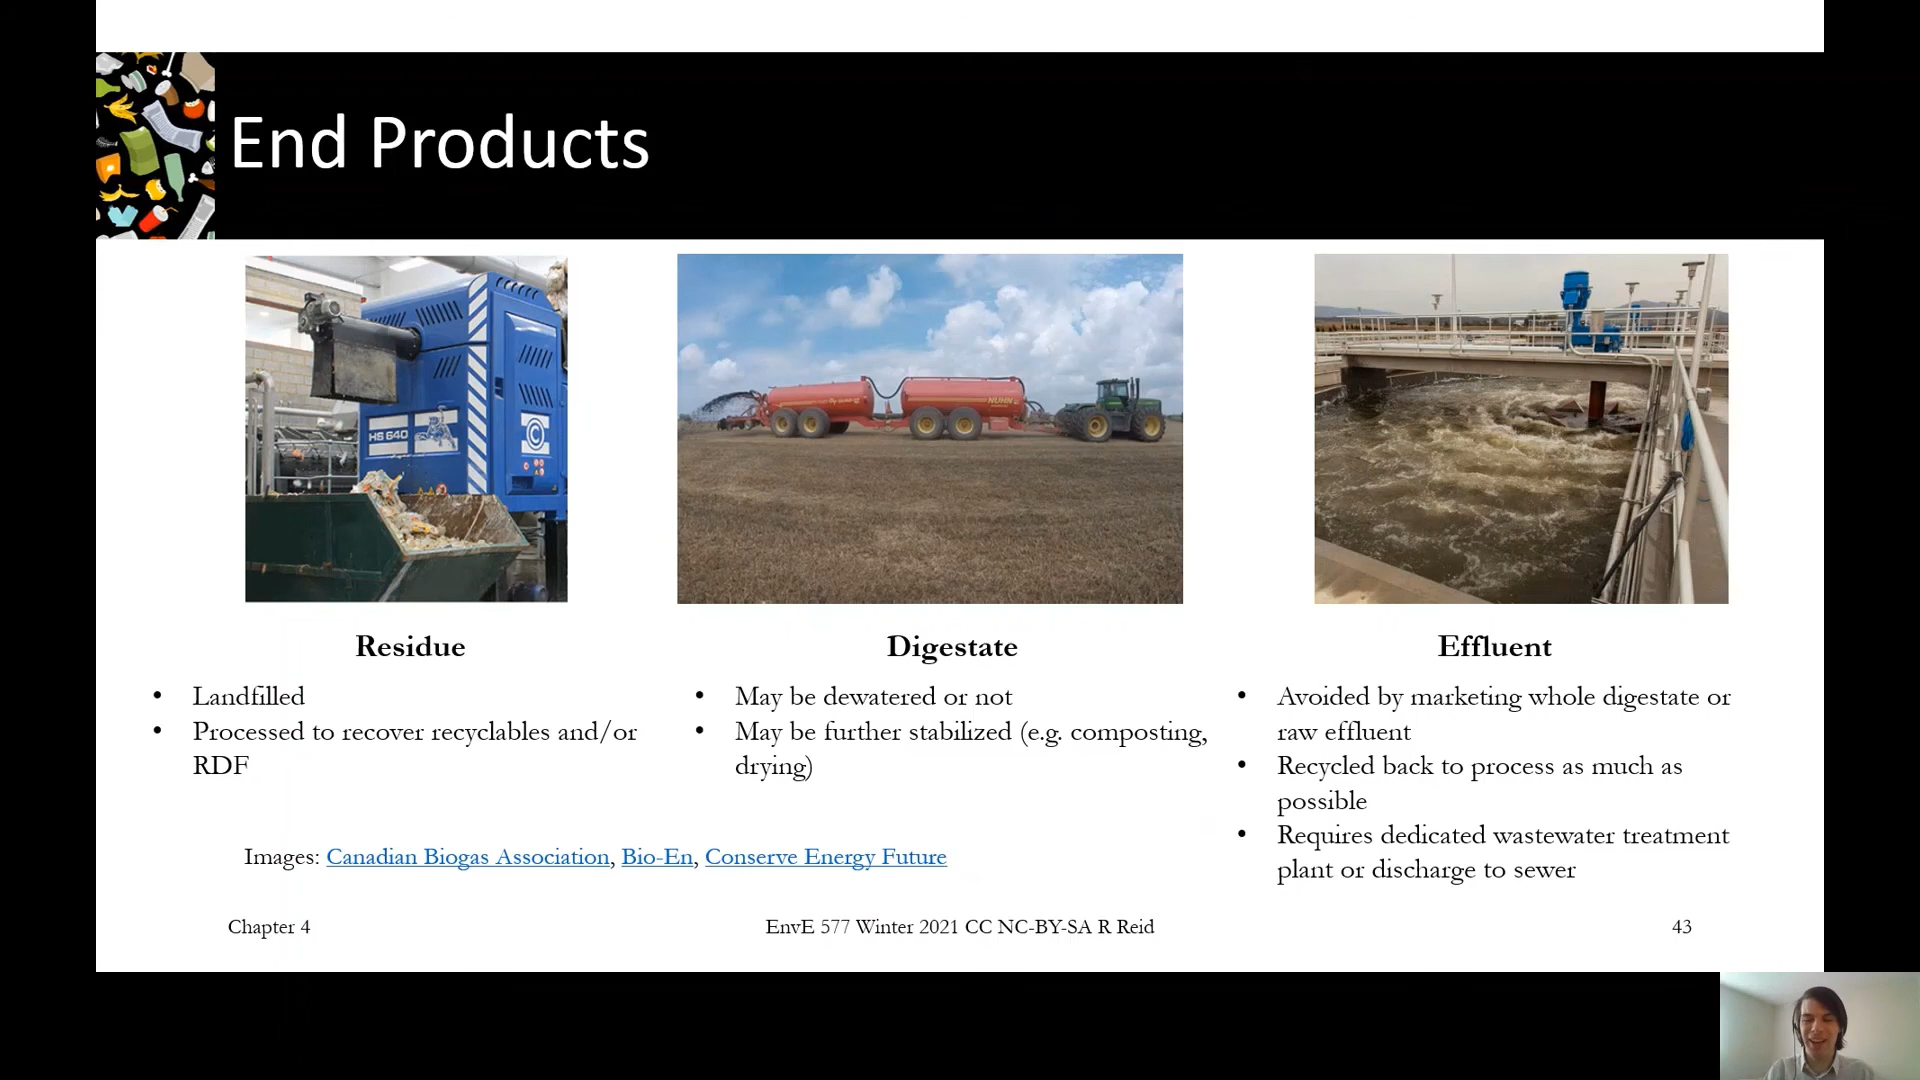 End Products
HS 640
NUHN
Residue
• Landfilled
• Processed to recover recyclables and/or
RDF
Digestate
• May be dewatered or not
• May be further stabilized (e.g. composting,
drying)
Effluent
• Avoided by marketing whole digestate or
raw effluent
• Recycled back to process as much as
possible
• Requires dedicated wastewater treatment
plant or discharge to sewer
Images: Canadian Biogas Association, Bio-En, Conserve Energy Future
Chapter 4
EnvE 577 Winter 2021 CC NC-BY-SA R Reid
43